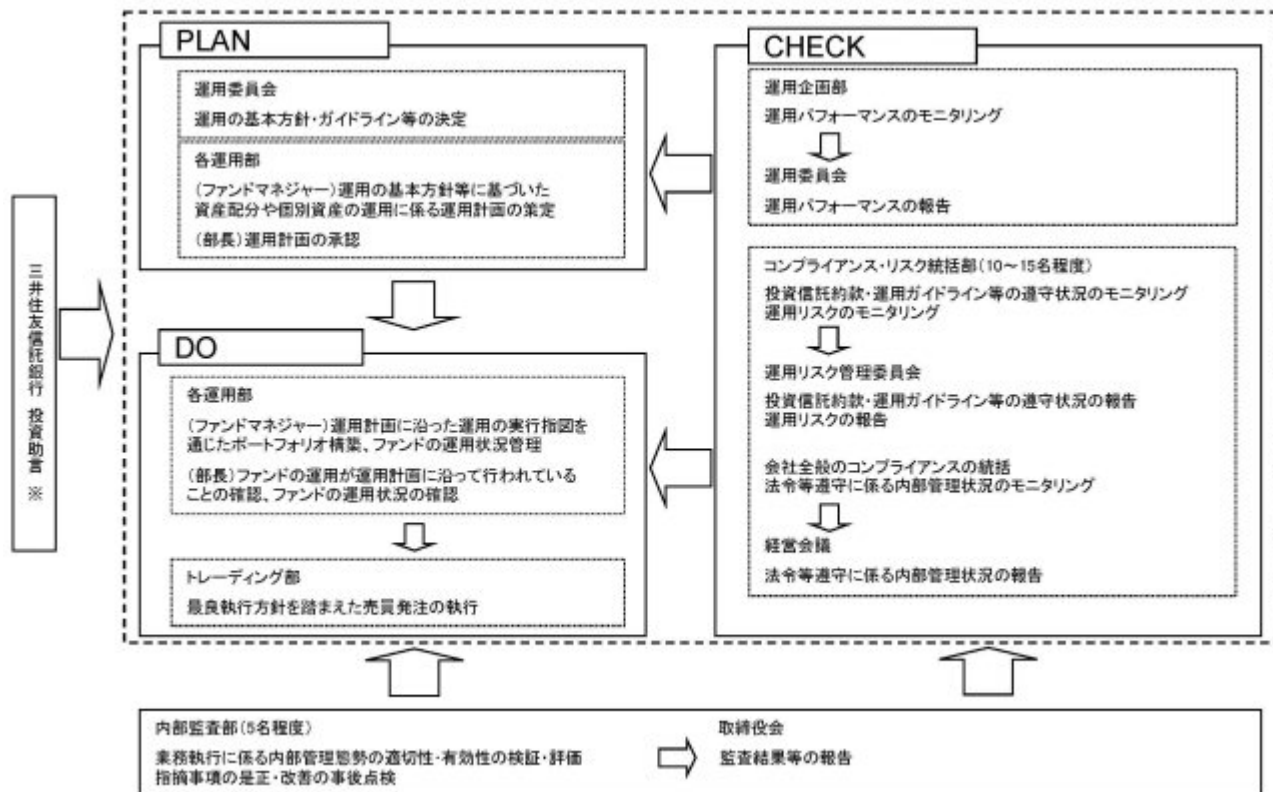 三井住友信託銀行 投資助言 ※
PLAN
運用委員会
運用の基本方針・ガイドライン等の決定
各運用部
(ファンドマネジャー)運用の基本方針等に基づいた
資産配分や個別資産の運用に係る運用計画の策定
(部長)運用計画の承認
DO
各運用部
(ファンドマネジャー)運用計画に沿った運用の実行指図を
通じたポートフォリオ構築、ファンドの運用状況管理
(部長)ファンドの運用が運用計画に沿って行われている
ことの確認、ファンドの運用状況の確認
トレーディング部
最良執行方針を踏まえた売買発注の執行
CHECK
運用企画部
運用パフォーマンスのモニタリング
運用委員会
運用パフォーマンスの報告
コンプライアンス・リスク統括部(10～15名程度)
投資信託約款・運用ガイドライン等の遵守状況のモニタリング
運用リスクのモニタリング
運用リスク管理委員会
投資信託約款・運用ガイドライン等の遵守状況の報告
運用リスクの報告
会社全般のコンプライアンスの統括
法令等遵守に係る内部管理状況のモニタリング
経営会議
法令等遵守に係る内部管理状況の報告
内部監査部(5名程度)
業務執行に係る内部管理態勢の適切性・有効性の検証・評価
指摘事項の是正・改善の事後点検
取締役会
監査結果等の報告